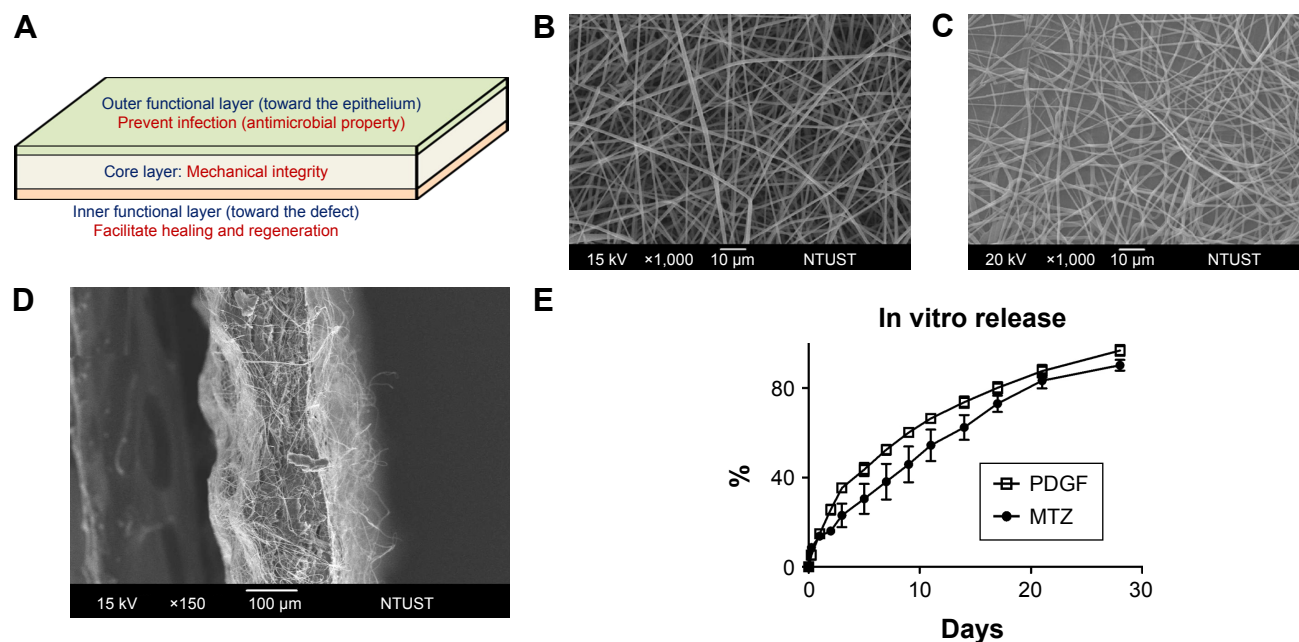 A
Outer functional layer (toward the epithelium)
Prevent infection (antimicrobial property)
Core layer: Mechanical integrity
Inner functional layer (toward the defect)
Facilitate healing and regeneration
B
15 kV ×1,000 10 µm NTUST
C
20 kV ×1,000 10 µm NTUST
D
15 kV ×150 100 µm NTUST
E
In vitro release
%
80
40
0
PDGF
MTZ
0 10 20 30
Days